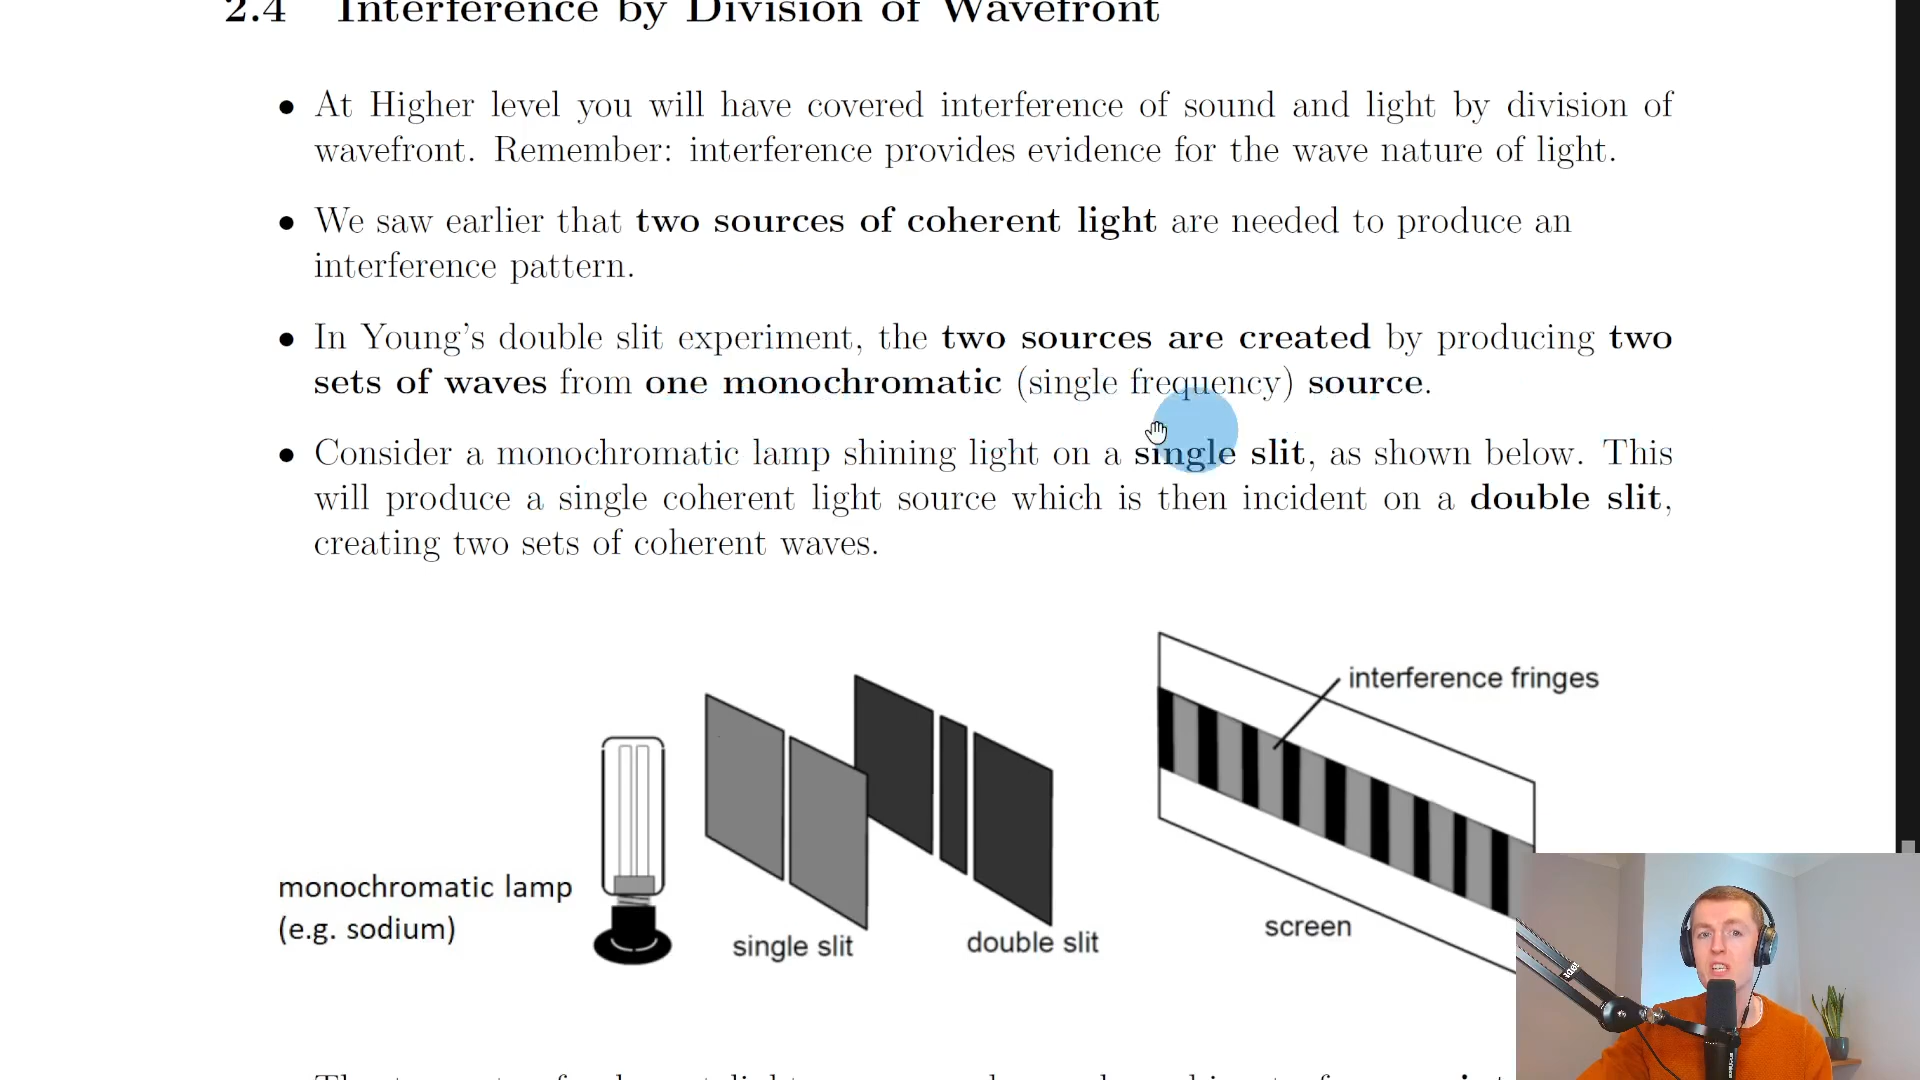 2.4 Interference by Division of Wavefront
• At Higher level you will have covered interference of sound and light by division of
wavefront. Remember: interference provides evidence for the wave nature of light.
• We saw earlier that two sources of coherent light are needed to produce an
interference pattern.
• In Young's double slit experiment, the two sources are created by producing two
sets of waves from one monochromatic (single frequency) source.
• Consider a monochromatic lamp shining light on a single slit, as shown below. This
will produce a single coherent light source which is then incident on a double slit,
creating two sets of coherent waves.
interference fringes
monochromatic lamp
(e.g. sodium)
single slit
double slit
screen